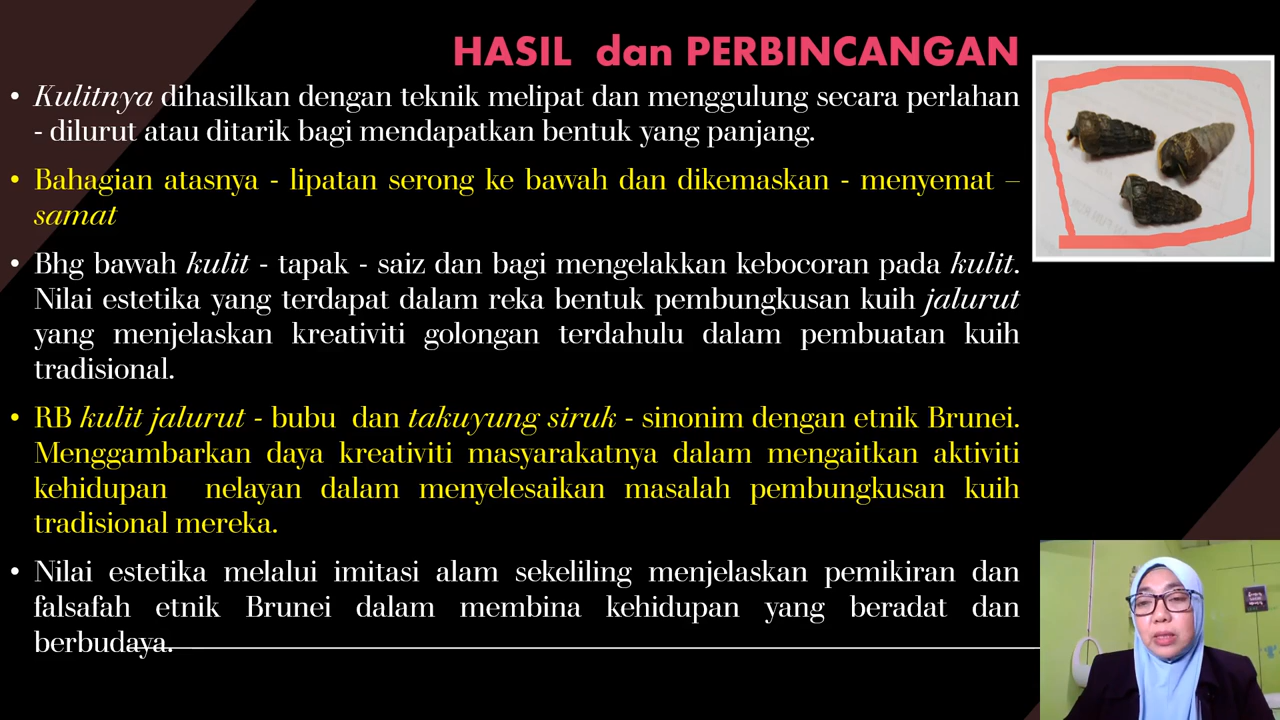 HASIL dan PERBINCANGAN
• Kulitnya dihasilkan dengan teknik melipat dan menggulung secara perlahan
- dilurut atau ditarik bagi mendapatkan bentuk yang panjang.
• Bahagian atasnya - lipatan serong ke bawah dan dikemaskan - menyemat –
samat
• Bhg bawah kulit - tapak - saiz dan bagi mengelakkan kebocoran pada kulit.
Nilai estetika yang terdapat dalam reka bentuk pembungkusan kuih jalurut
yang menjelaskan kreativiti golongan terdahulu dalam pembuatan kuih
tradisional.
• RB kulit jalurut - bubu dan takuyung siruk - sinonim dengan etnik Brunei.
Menggambarkan daya kreativiti masyarakatnya dalam mengaitkan aktiviti
kehidupan nelayan dalam menyelesaikan masalah pembungkusan kuih
tradisional mereka.
• Nilai estetika melalui imitasi alam sekeliling menjelaskan pemikiran dan
falsafah etnik Brunei dalam membina kehidupan yang beradat dan
berbudaya.